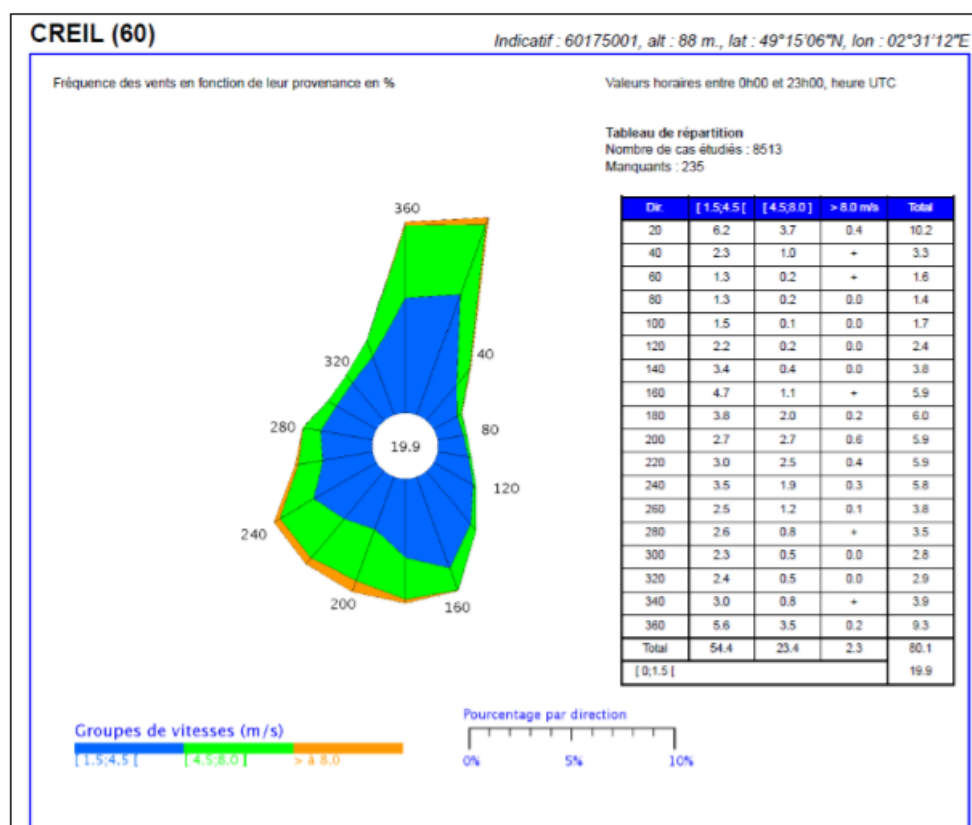 CREIL (60)
Indicatif : 60175001, alt : 88 m., lat : 49°15'06"N, lon : 02°31'12"E
Fréquence des vents en fonction de leur provenance en %
Valeurs horaires entre 0h00 et 23h00, heure UTC
Tableau de répartition
Nombre de cas étudiés : 8513
Manquants : 235
360
40
320
280
80
19.9
120
240
200
160
Dir. [ 1.5;4.5 [ [ 4.5;8.0 ] > 8.0 m/s Total
20 6.2 3.7 0.4 10.2
40 2.3 1.0 + 3.3
60 1.3 0.2 + 1.6
80 1.3 0.2 0.0 1.4
100 1.5 0.1 0.0 1.7
120 2.2 0.2 0.0 2.4
140 3.4 0.4 0.0 3.8
160 4.7 1.1 + 5.9
180 3.8 2.0 0.2 6.0
200 2.7 2.7 0.6 5.9
220 3.0 2.5 0.4 5.9
240 3.5 1.9 0.3 5.8
260 2.5 1.2 0.1 3.8
280 2.6 0.8 + 3.5
300 2.3 0.5 0.0 2.8
320 2.4 0.5 0.0 2.9
340 3.0 0.8 + 3.9
360 5.6 3.5 0.2 9.3
Total 54.4 23.4 2.3 80.1
[ 0;1.5 [ 19.9
Groupes de vitesses (m/s)
[ 1.5;4.5 [ [ 4.5;8.0 ] > à 8.0
Pourcentage par direction
0% 5% 10%